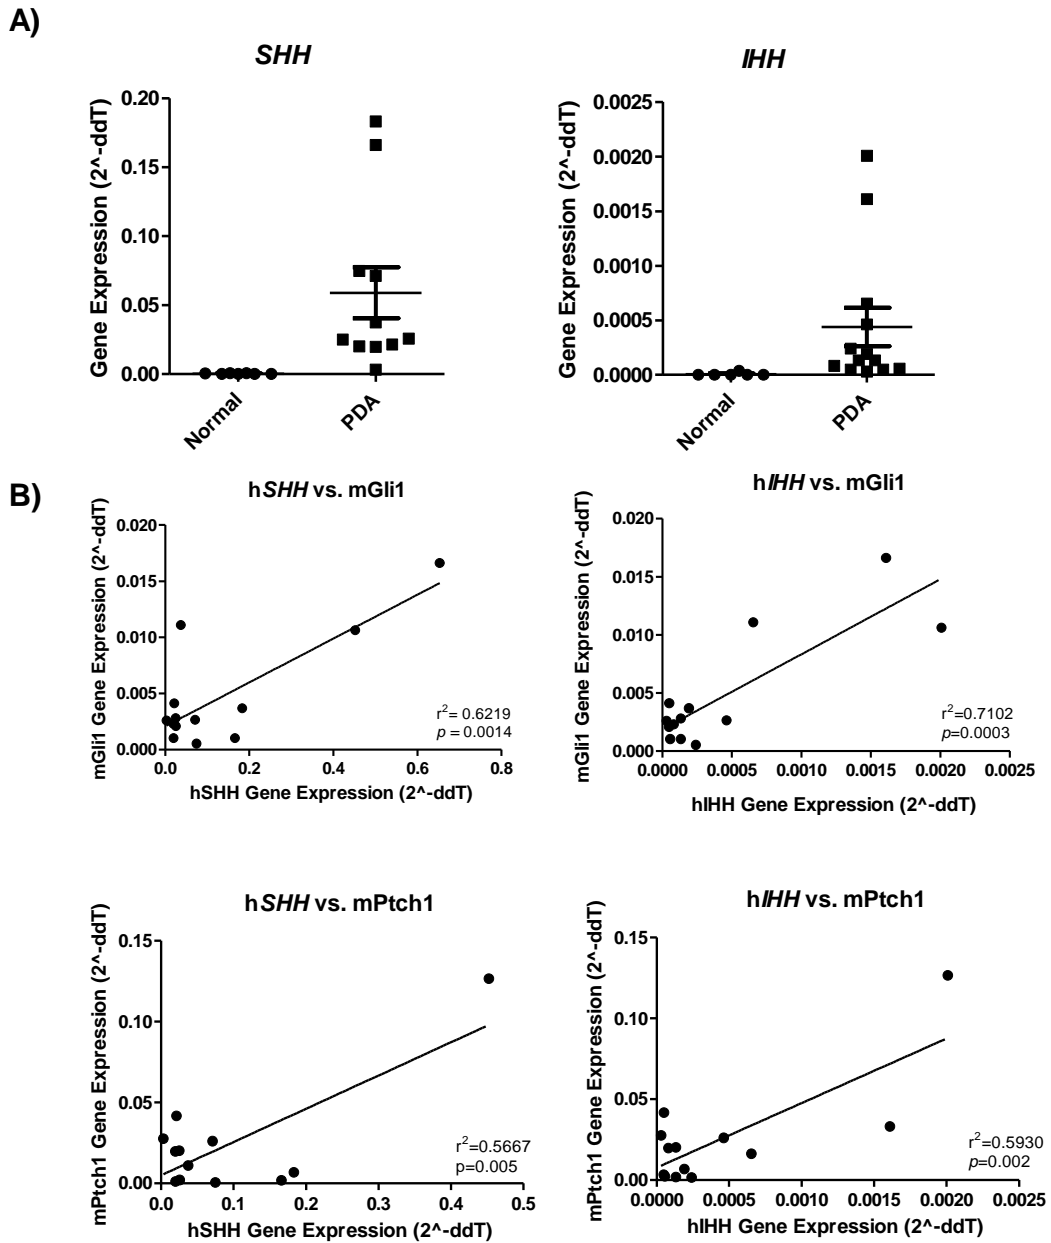 A)
SHH
IHH
Gene Expression (2^-ddT)
0.20
0.15
0.10
0.05
0.00
Normal
PDA
Gene Expression (2^-ddT)
0.0025
0.0020
0.0015
0.0010
0.0005
0.0000
Normal
PDA
B)
hSHH vs. mGli1
mGli1 Gene Expression (2^-ddT)
0.020
0.015
0.010
0.005
0.000
0.0 0.2 0.4 0.6 0.8
hSHH Gene Expression (2^-ddT)
r²= 0.6219
p = 0.0014
hIHH vs. mGli1
mGli1 Gene Expression (2^-ddT)
0.020
0.015
0.010
0.005
0.000
0.0000 0.0005 0.0010 0.0015 0.0020 0.0025
hIHH Gene Expression (2^-ddT)
r²=0.7102
p=0.0003
hSHH vs. mPtch1
mPtch1 Gene Expression (2^-ddT)
0.15
0.10
0.05
0.00
0.0 0.1 0.2 0.3 0.4 0.5
hSHH Gene Expression (2^-ddT)
r²=0.5667
p=0.005
hIHH vs. mPtch1
mPtch1 Gene Expression (2^-ddT)
0.15
0.10
0.05
0.00
0.0000 0.0005 0.0010 0.0015 0.0020 0.0025
hIHH Gene Expression (2^-ddT)
r²=0.5930
p=0.002